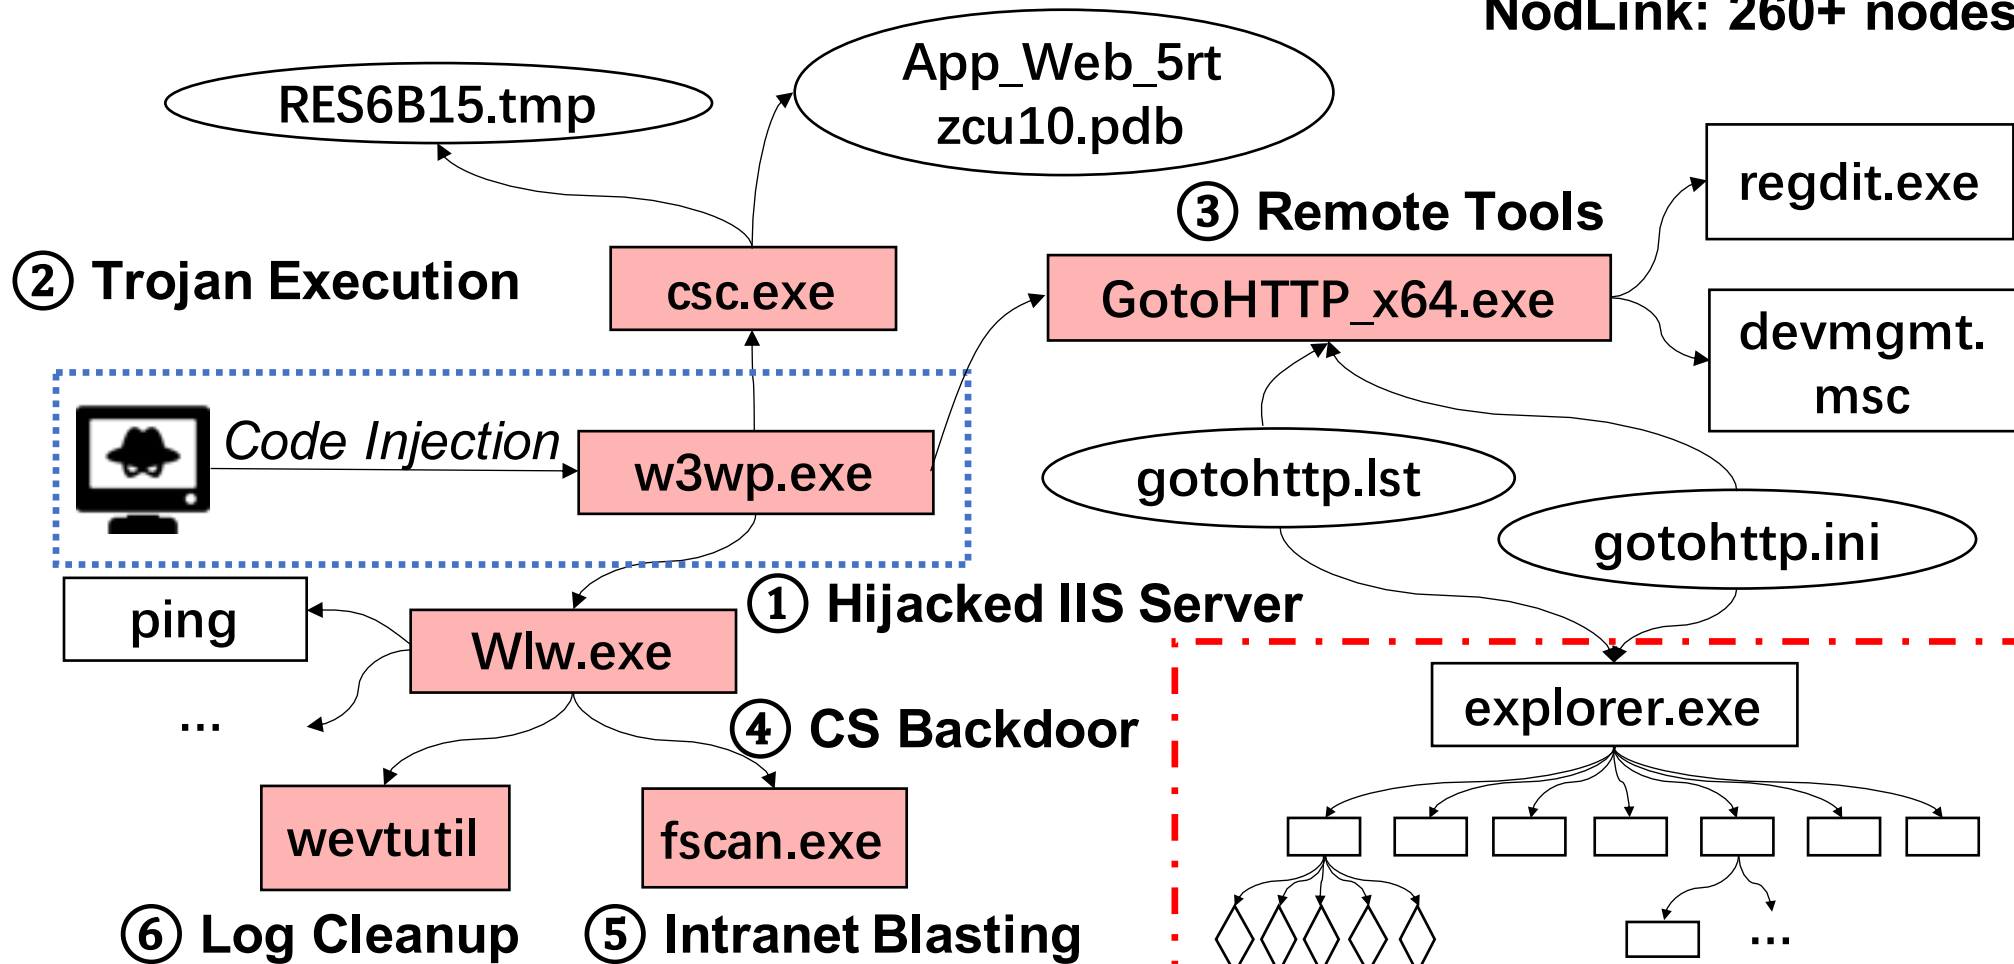 NodLink: 260+ nodes
App_Web_5rt
zcu10.pdb
RES6B15.tmp
regdit.exe
③ Remote Tools
② Trojan Execution
csc.exe
GotoHTTP_x64.exe
devmgmt.
msc
Code Injection
w3wp.exe
gotohttp.lst
gotohttp.ini
ping
① Hijacked IIS Server
Wlw.exe
...
④ CS Backdoor
explorer.exe
wevtutil
fscan.exe
⑥ Log Cleanup
⑤ Intranet Blasting
...